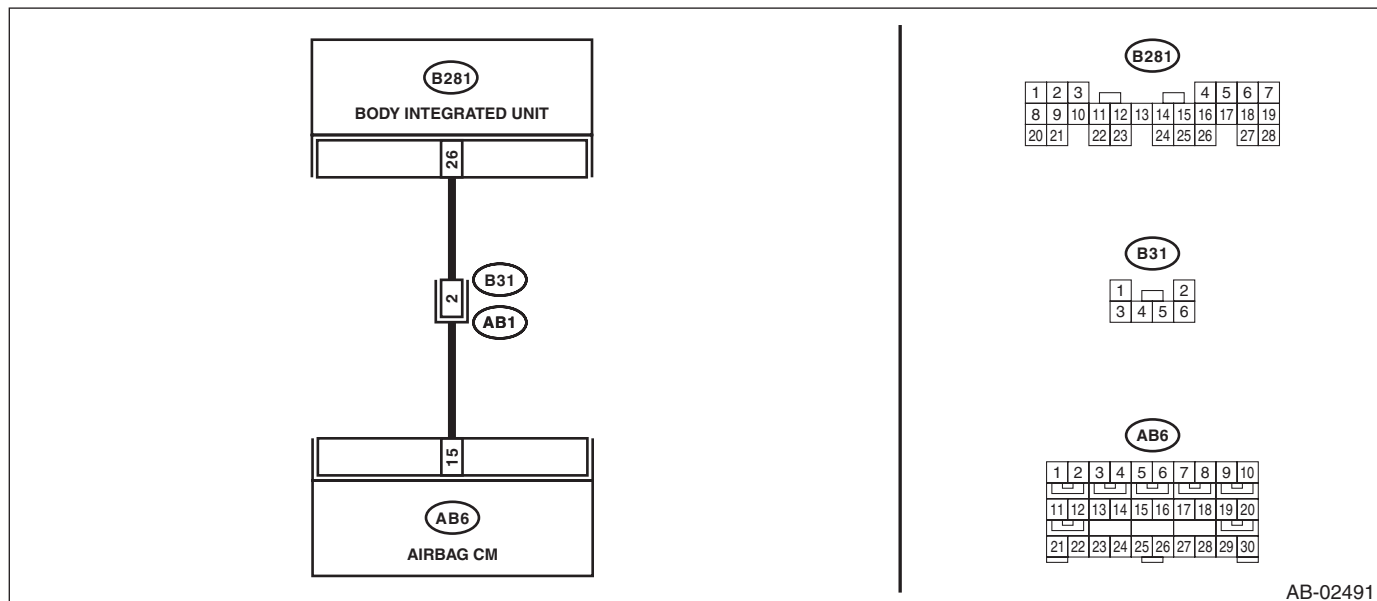 B281
BODY INTEGRATED UNIT
26
2
B31
AB1
15
AB6
AIRBAG CM
B281
1 2 3 4 5 6 7
8 9 10 11 12 13 14 15 16 17 18 19
20 21 22 23 24 25 26 27 28
B31
1 2
3 4 5 6
AB6
1 2 3 4 5 6 7 8 9 10
11 12 13 14 15 16 17 18 19 20
21 22 23 24 25 26 27 28 29 30
AB-02491